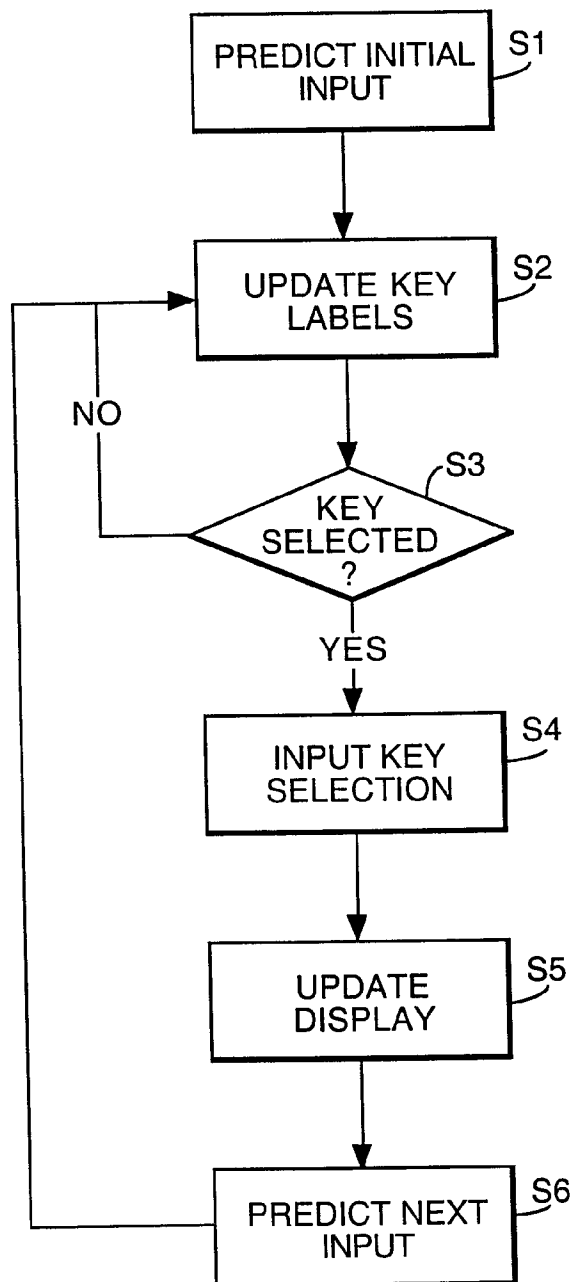 PREDICT INITIAL
INPUT
S1
UPDATE KEY
LABELS
S2
NO
KEY
SELECTED
?
S3
YES
INPUT KEY
SELECTION
S4
UPDATE
DISPLAY
S5
PREDICT NEXT
INPUT
S6